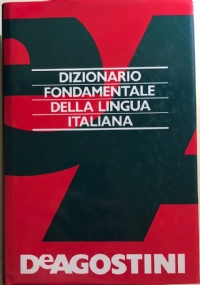 DIZIONARIO
FONDAMENTALE
DELLA LINGUA
ITALIANA
DEAGOSTINI